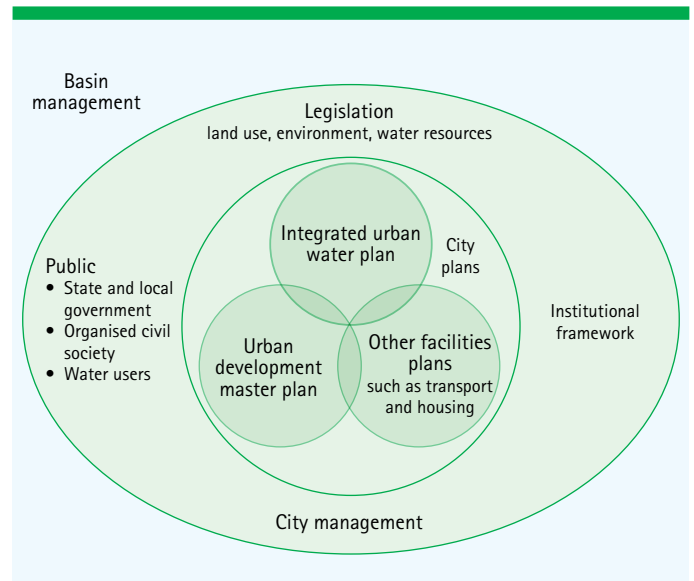 Basin
management
Legislation
land use, environment, water resources
Integrated urban
water plan
City
plans
Public
• State and local
government
• Organised civil
society
• Water users
Institutional
framework
Urban
development
master plan
Other facilities
plans
such as transport
and housing
City management